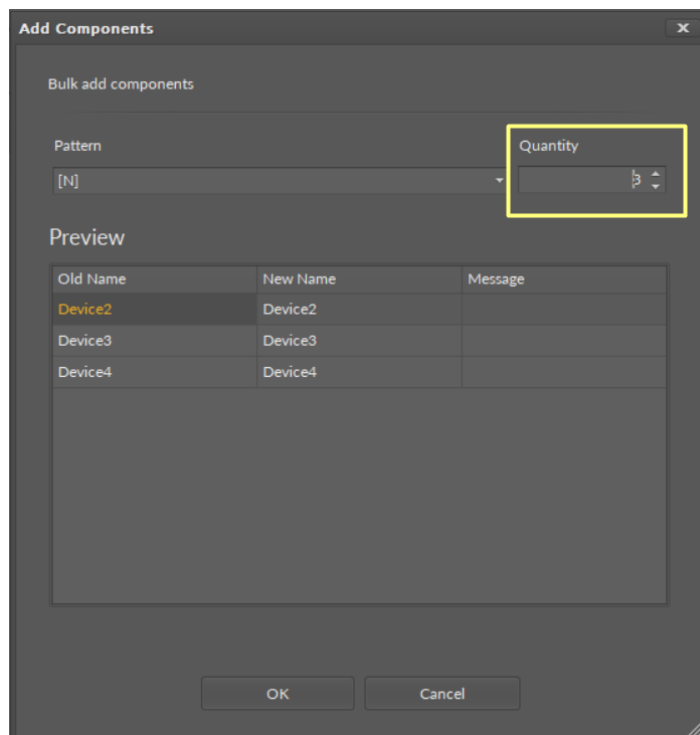 Add Components
Bulk add components
Pattern Quantity
[N] 3
Preview
Old Name New Name Message
Device2 Device2
Device3 Device3
Device4 Device4
OK Cancel